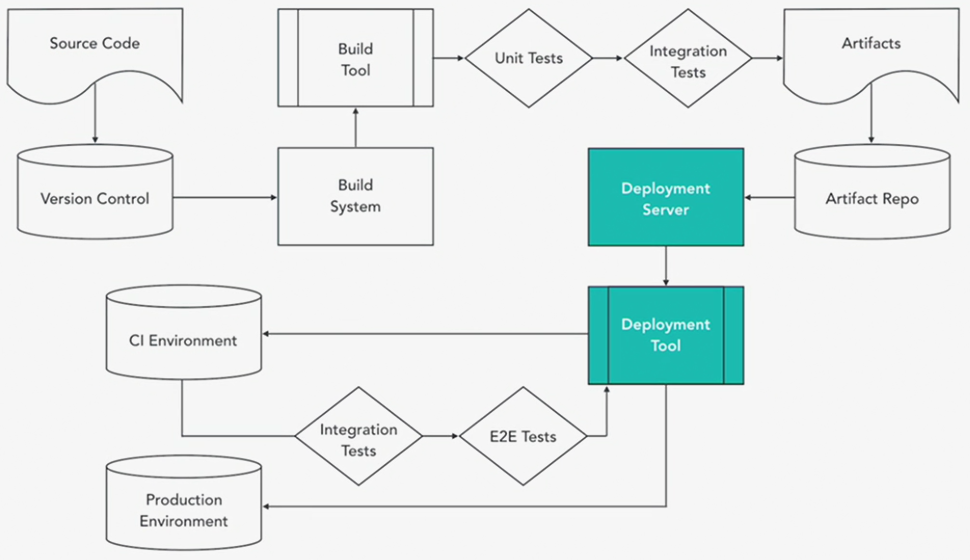 Source Code
Build
Tool
Unit Tests
Integration
Tests
Artifacts
Version Control
Build
System
Deployment
Server
Artifact Repo
CI Environment
Deployment
Tool
Integration
Tests
E2E Tests
Production
Environment